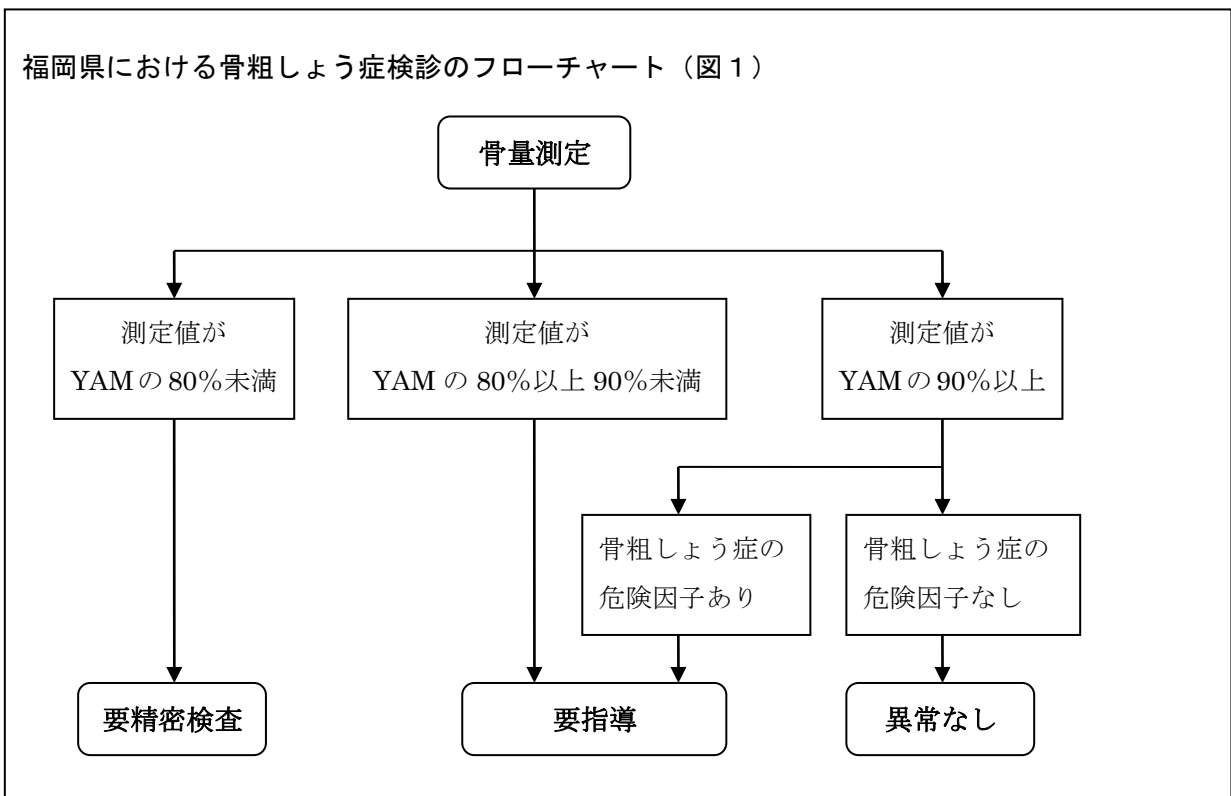 福岡県における骨粗しょう症検診のフローチャート（図１）
骨量測定
測定値が
YAMの80％未満
測定値が
YAMの80％以上90％未満
測定値が
YAMの90％以上
骨粗しょう症の
危険因子あり
骨粗しょう症の
危険因子なし
要精密検査
要指導
異常なし